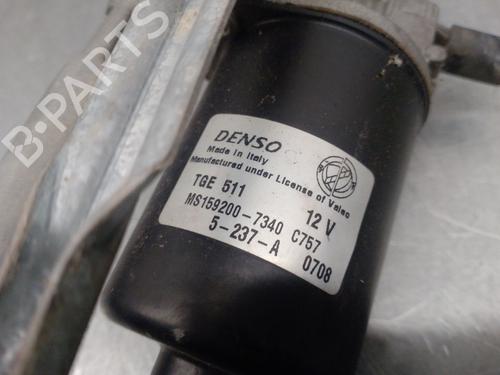 DENSO
Made in Italy
Manufactured under License of Valeo
TGE 511 12 V
MS159200-7340 C757
5-237-A 0708
B-PARTS